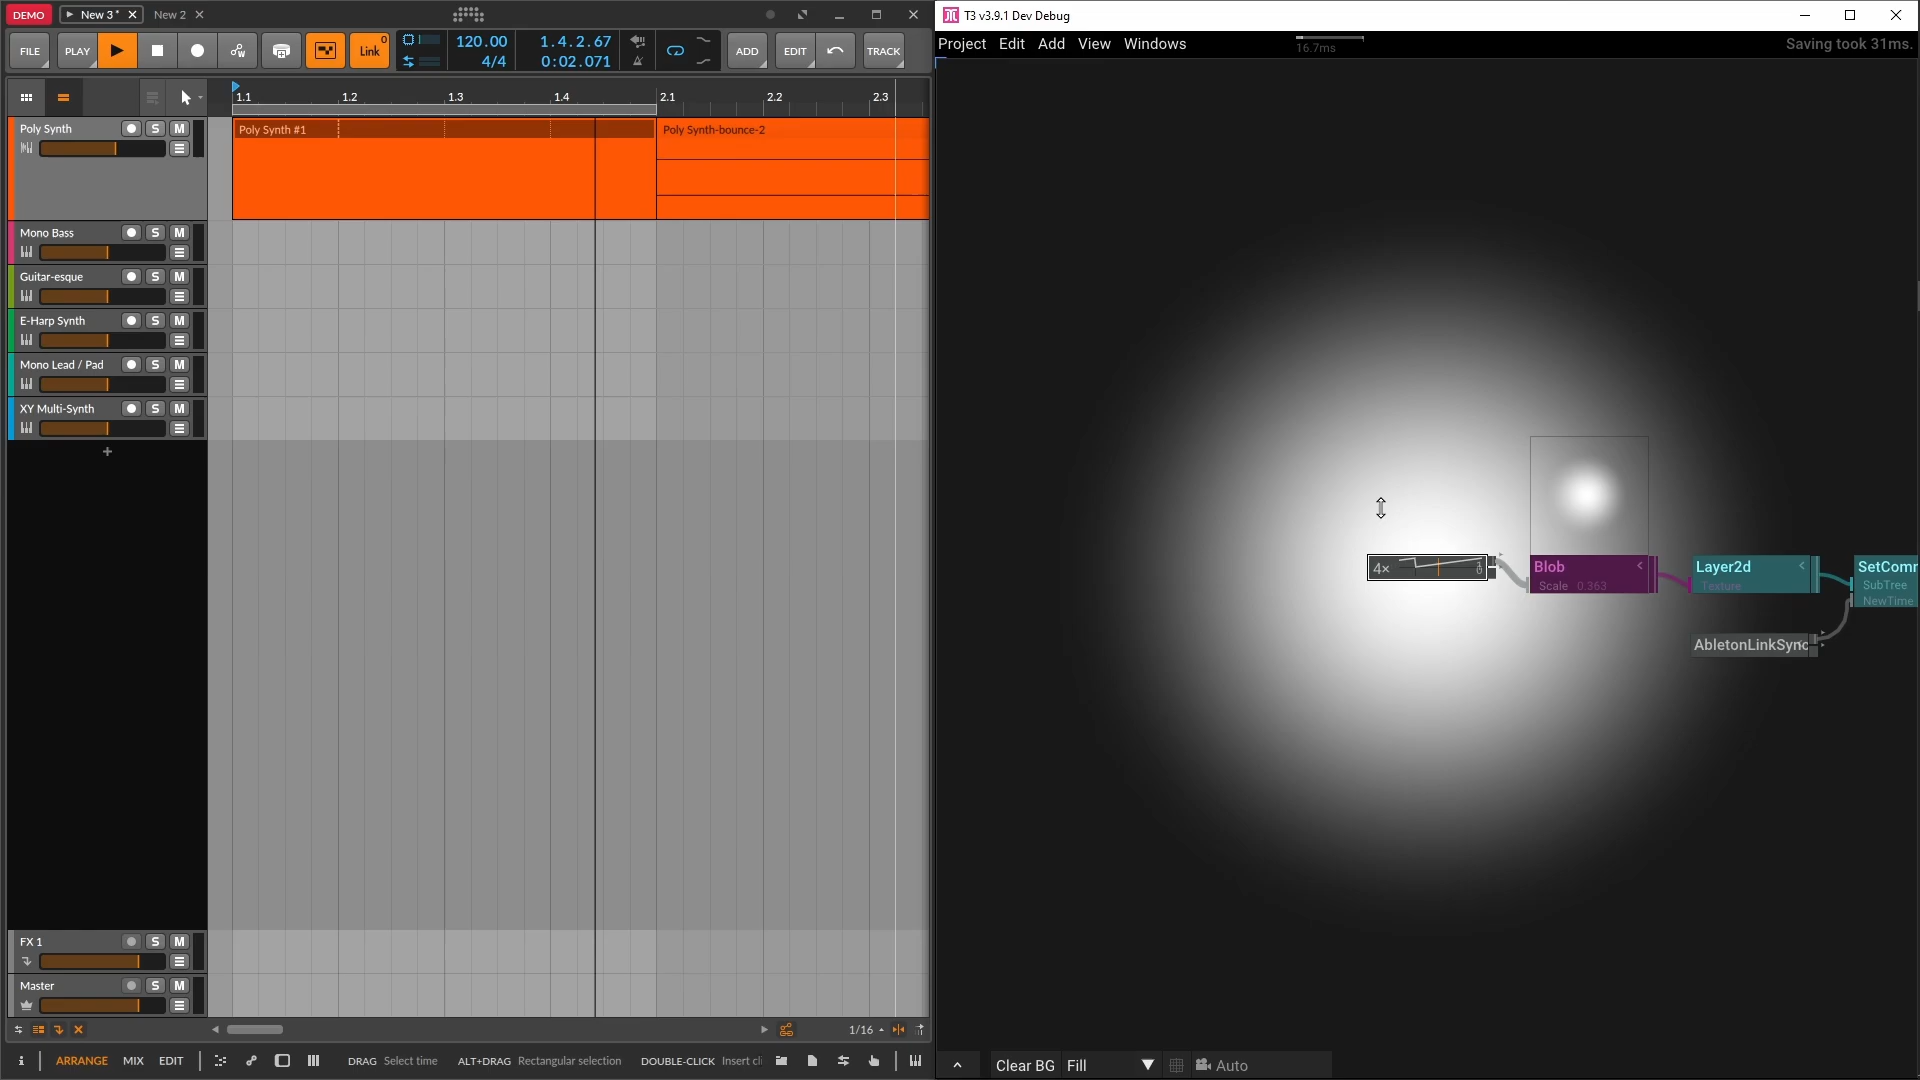 DEMO
New 3 *
New 2
T3 v3.9.1 Dev Debug
FILE
PLAY
Link
0
120.00
4/4
1.4.2.67
0:02.071
ADD
EDIT
TRACK
Project
Edit
Add
View
Windows
16.7ms
Saving took 31ms.
1.1
1.2
1.3
1.4
2.1
2.2
2.3
Poly Synth
S
M
Poly Synth #1
Poly Synth-bounce-2
Mono Bass
S
M
Guitar-esque
S
M
E-Harp Synth
S
M
Mono Lead / Pad
S
M
XY Multi-Synth
S
M
+
4×
Blob
Scale 0.363
Layer2d
Texture
SetComm
SubTree
NewTime
AbletonLinkSync
FX 1
S
M
Master
S
M
1/16
ARRANGE
MIX
EDIT
DRAG Select time
ALT+DRAG Rectangular selection
DOUBLE-CLICK Insert cli
Clear BG
Fill
Auto